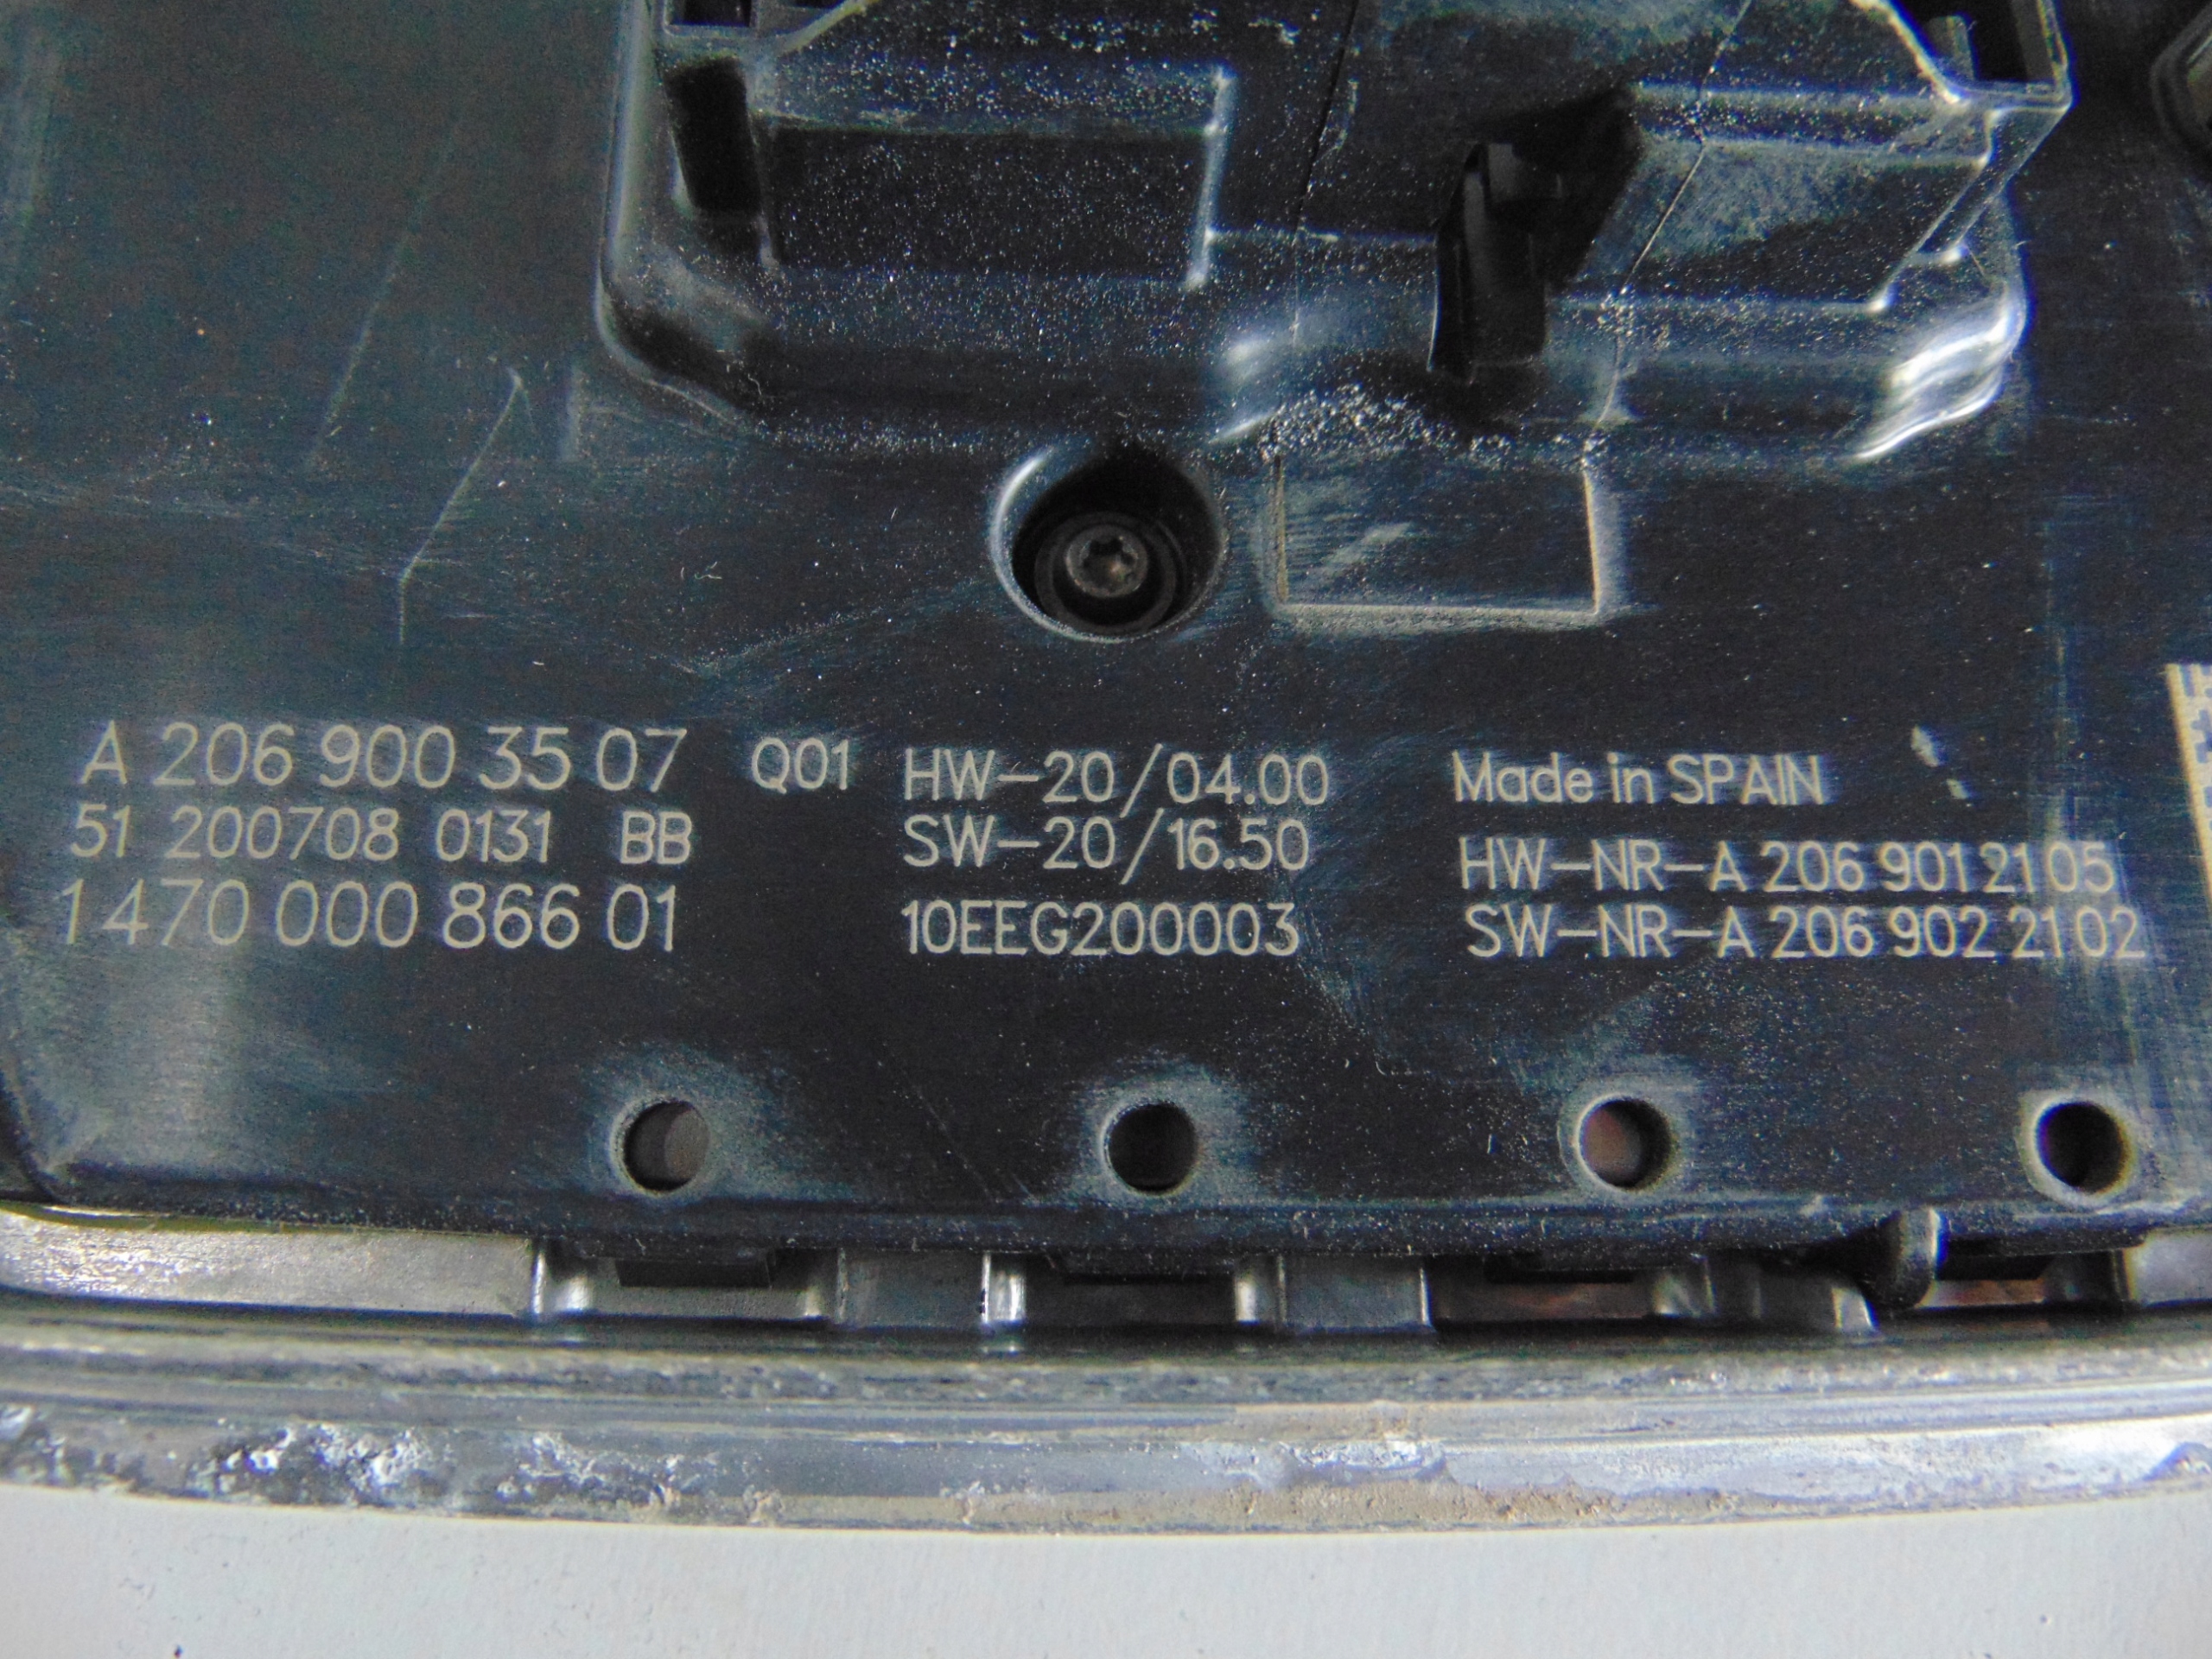 A 206 900 35 07 Q01
51 200708 0131 BB
1 470 000 866 01
HW-20/04.00
SW-20/16.50
10EEG200003
Made in SPAIN
HW-NR-A 206 901 21 05
SW-NR-A 206 902 21 02